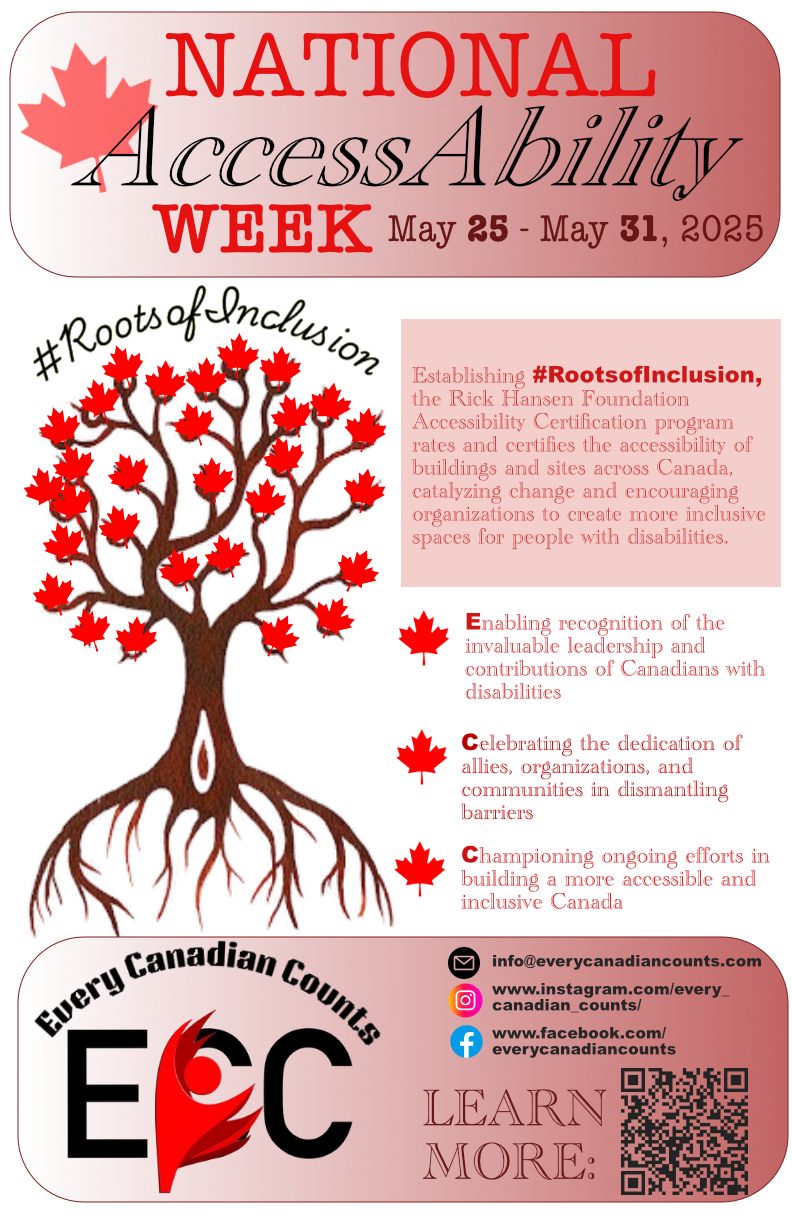 NATIONAL
AccessAbility
WEEK May 25 - May 31, 2025
#RootsofInclusion
Establishing #RootsofInclusion,
the Rick Hansen Foundation
Accessibility Certification program
rates and certifies the accessibility of
buildings and sites across Canada,
catalyzing change and encouraging
organizations to create more inclusive
spaces for people with disabilities.
Enabling recognition of the
invaluable leadership and
contributions of Canadians with
disabilities
Celebrating the dedication of
allies, organizations, and
communities in dismantling
barriers
Championing ongoing efforts in
building a more accessible and
inclusive Canada
Every Canadian Counts
ECC
info@everycanadiancounts.com
www.instagram.com/every_
canadian_counts/
www.facebook.com/
everycanadiancounts
LEARN
MORE: